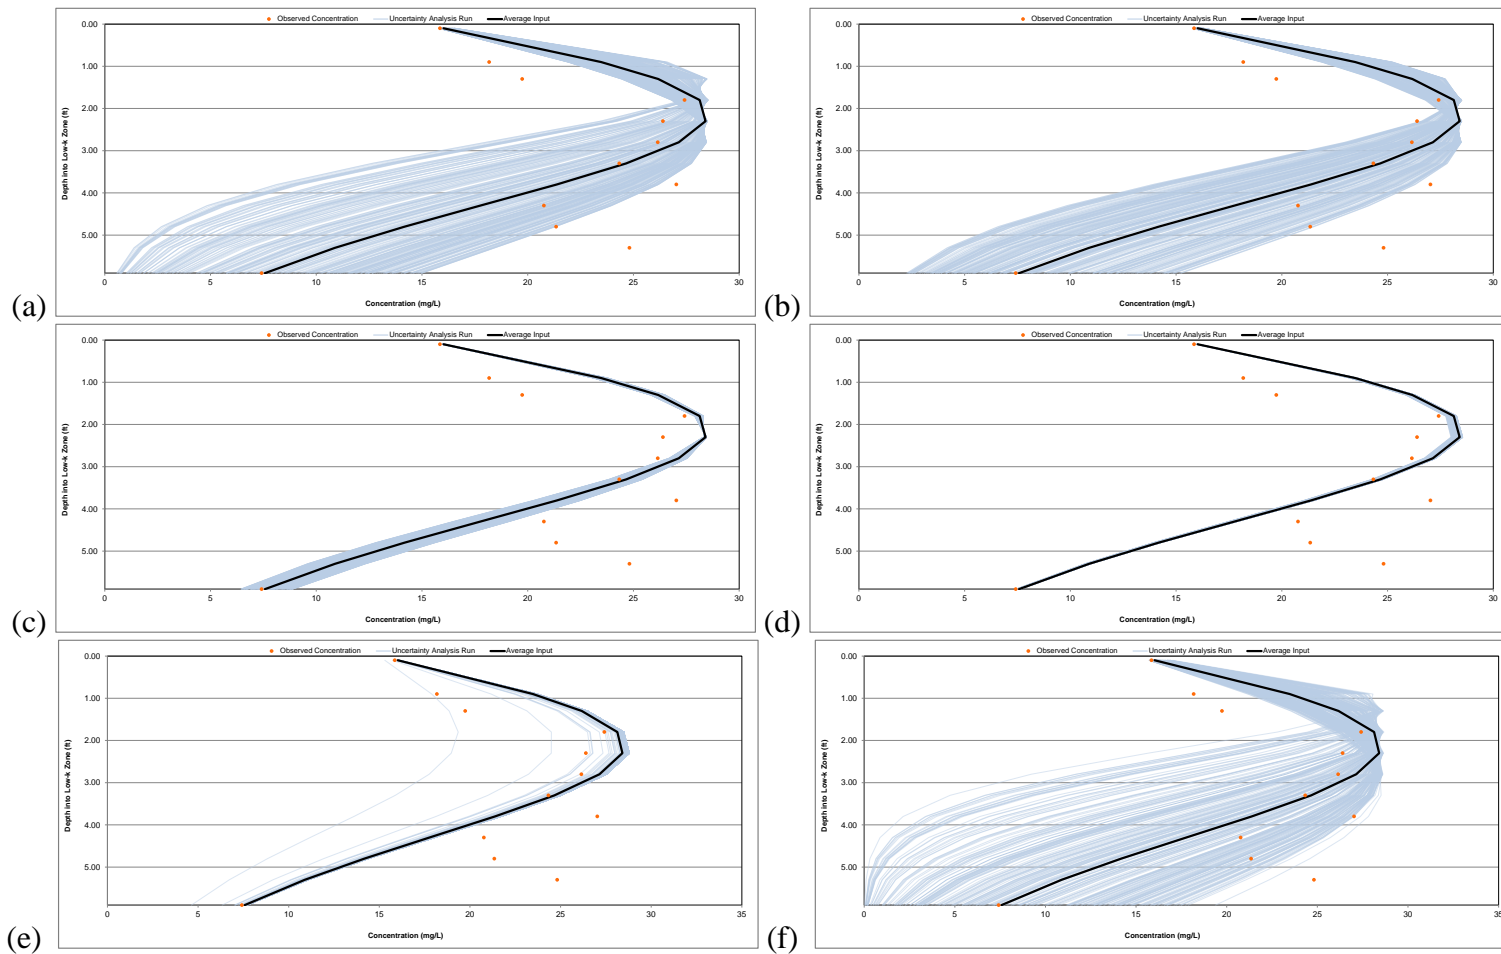 Observed Concentration Uncertainty Analysis Run Average Input
Depth into Low-k Zone (ft)
0.00
1.00
2.00
3.00
4.00
5.00
0 5 10 15 20 25 30
Concentration (mg/L)
(a)
Observed Concentration Uncertainty Analysis Run Average Input
Depth into Low-k Zone (ft)
0.00
1.00
2.00
3.00
4.00
5.00
0 5 10 15 20 25 30
Concentration (mg/L)
(b)
Observed Concentration Uncertainty Analysis Run Average Input
Depth into Low-k Zone (ft)
0.00
1.00
2.00
3.00
4.00
5.00
0 5 10 15 20 25 30
Concentration (mg/L)
(c)
Observed Concentration Uncertainty Analysis Run Average Input
Depth into Low-k Zone (ft)
0.00
1.00
2.00
3.00
4.00
5.00
0 5 10 15 20 25 30
Concentration (mg/L)
(d)
Observed Concentration Uncertainty Analysis Run Average Input
Depth into Low-k Zone (ft)
0.00
1.00
2.00
3.00
4.00
5.00
0 5 10 15 20 25 30 35
Concentration (mg/L)
(e)
Observed Concentration Uncertainty Analysis Run Average Input
Depth into Low-k Zone (ft)
0.00
1.00
2.00
3.00
4.00
5.00
0 5 10 15 20 25 30 35
Concentration (mg/L)
(f)